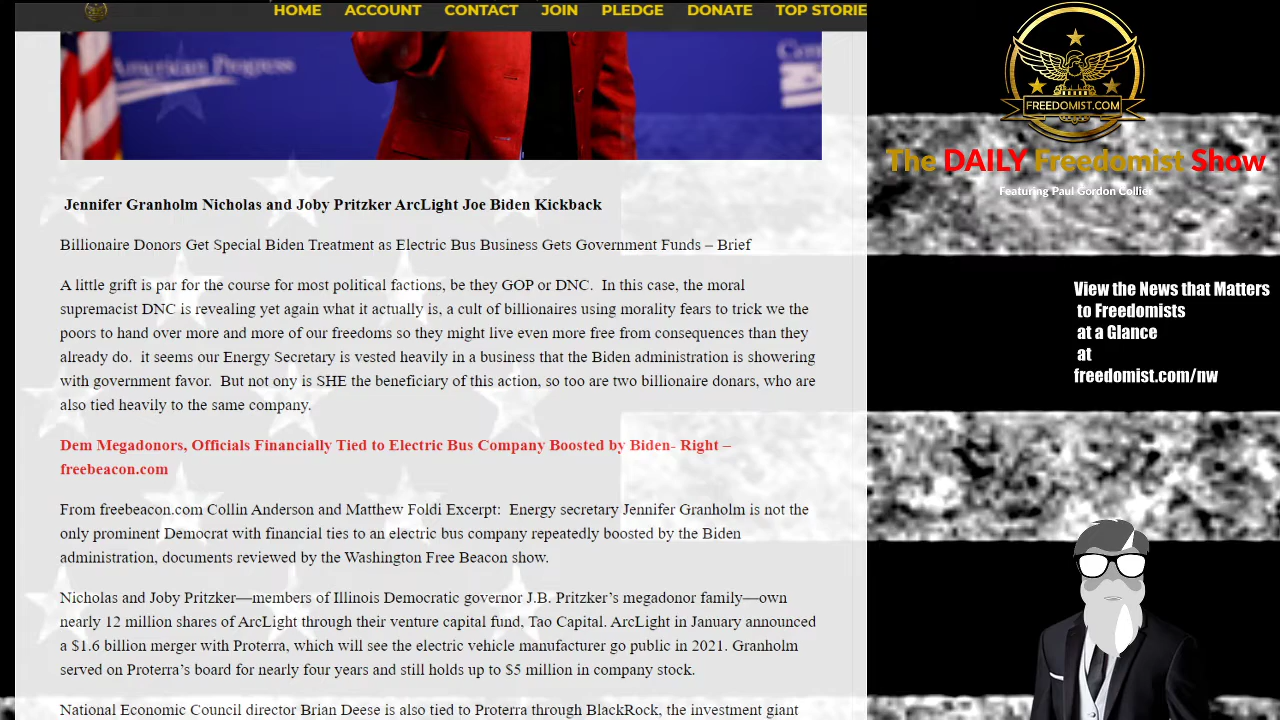 HOME ACCOUNT CONTACT JOIN PLEDGE DONATE TOP STORIE
American Progress
Jennifer Granholm Nicholas and Joby Pritzker ArcLight Joe Biden Kickback
Billionaire Donors Get Special Biden Treatment as Electric Bus Business Gets Government Funds – Brief
A little grift is par for the course for most political factions, be they GOP or DNC.  In this case, the moral
supremacist DNC is revealing yet again what it actually is, a cult of billionaires using morality fears to trick we the
poors to hand over more and more of our freedoms so they might live even more free from consequences than they
already do.  it seems our Energy Secretary is vested heavily in a business that the Biden administration is showering
with government favor.  But not ony is SHE the beneficiary of this action, so too are two billionaire donars, who are
also tied heavily to the same company.
Dem Megadonors, Officials Financially Tied to Electric Bus Company Boosted by Biden- Right –
freebeacon.com
From freebeacon.com Collin Anderson and Matthew Foldi Excerpt:  Energy secretary Jennifer Granholm is not the
only prominent Democrat with financial ties to an electric bus company repeatedly boosted by the Biden
administration, documents reviewed by the Washington Free Beacon show.
Nicholas and Joby Pritzker—members of Illinois Democratic governor J.B. Pritzker's megadonor family—own
nearly 12 million shares of ArcLight through their venture capital fund, Tao Capital. ArcLight in January announced
a $1.6 billion merger with Proterra, which will see the electric vehicle manufacturer go public in 2021. Granholm
served on Proterra's board for nearly four years and still holds up to $5 million in company stock.
National Economic Council director Brian Deese is also tied to Proterra through BlackRock, the investment giant
FREEDOMIST.COM
The DAILY Freedomist Show
Featuring Paul Gordon Collier
View the News that Matters
to Freedomists
at a Glance
at
freedomist.com/nw